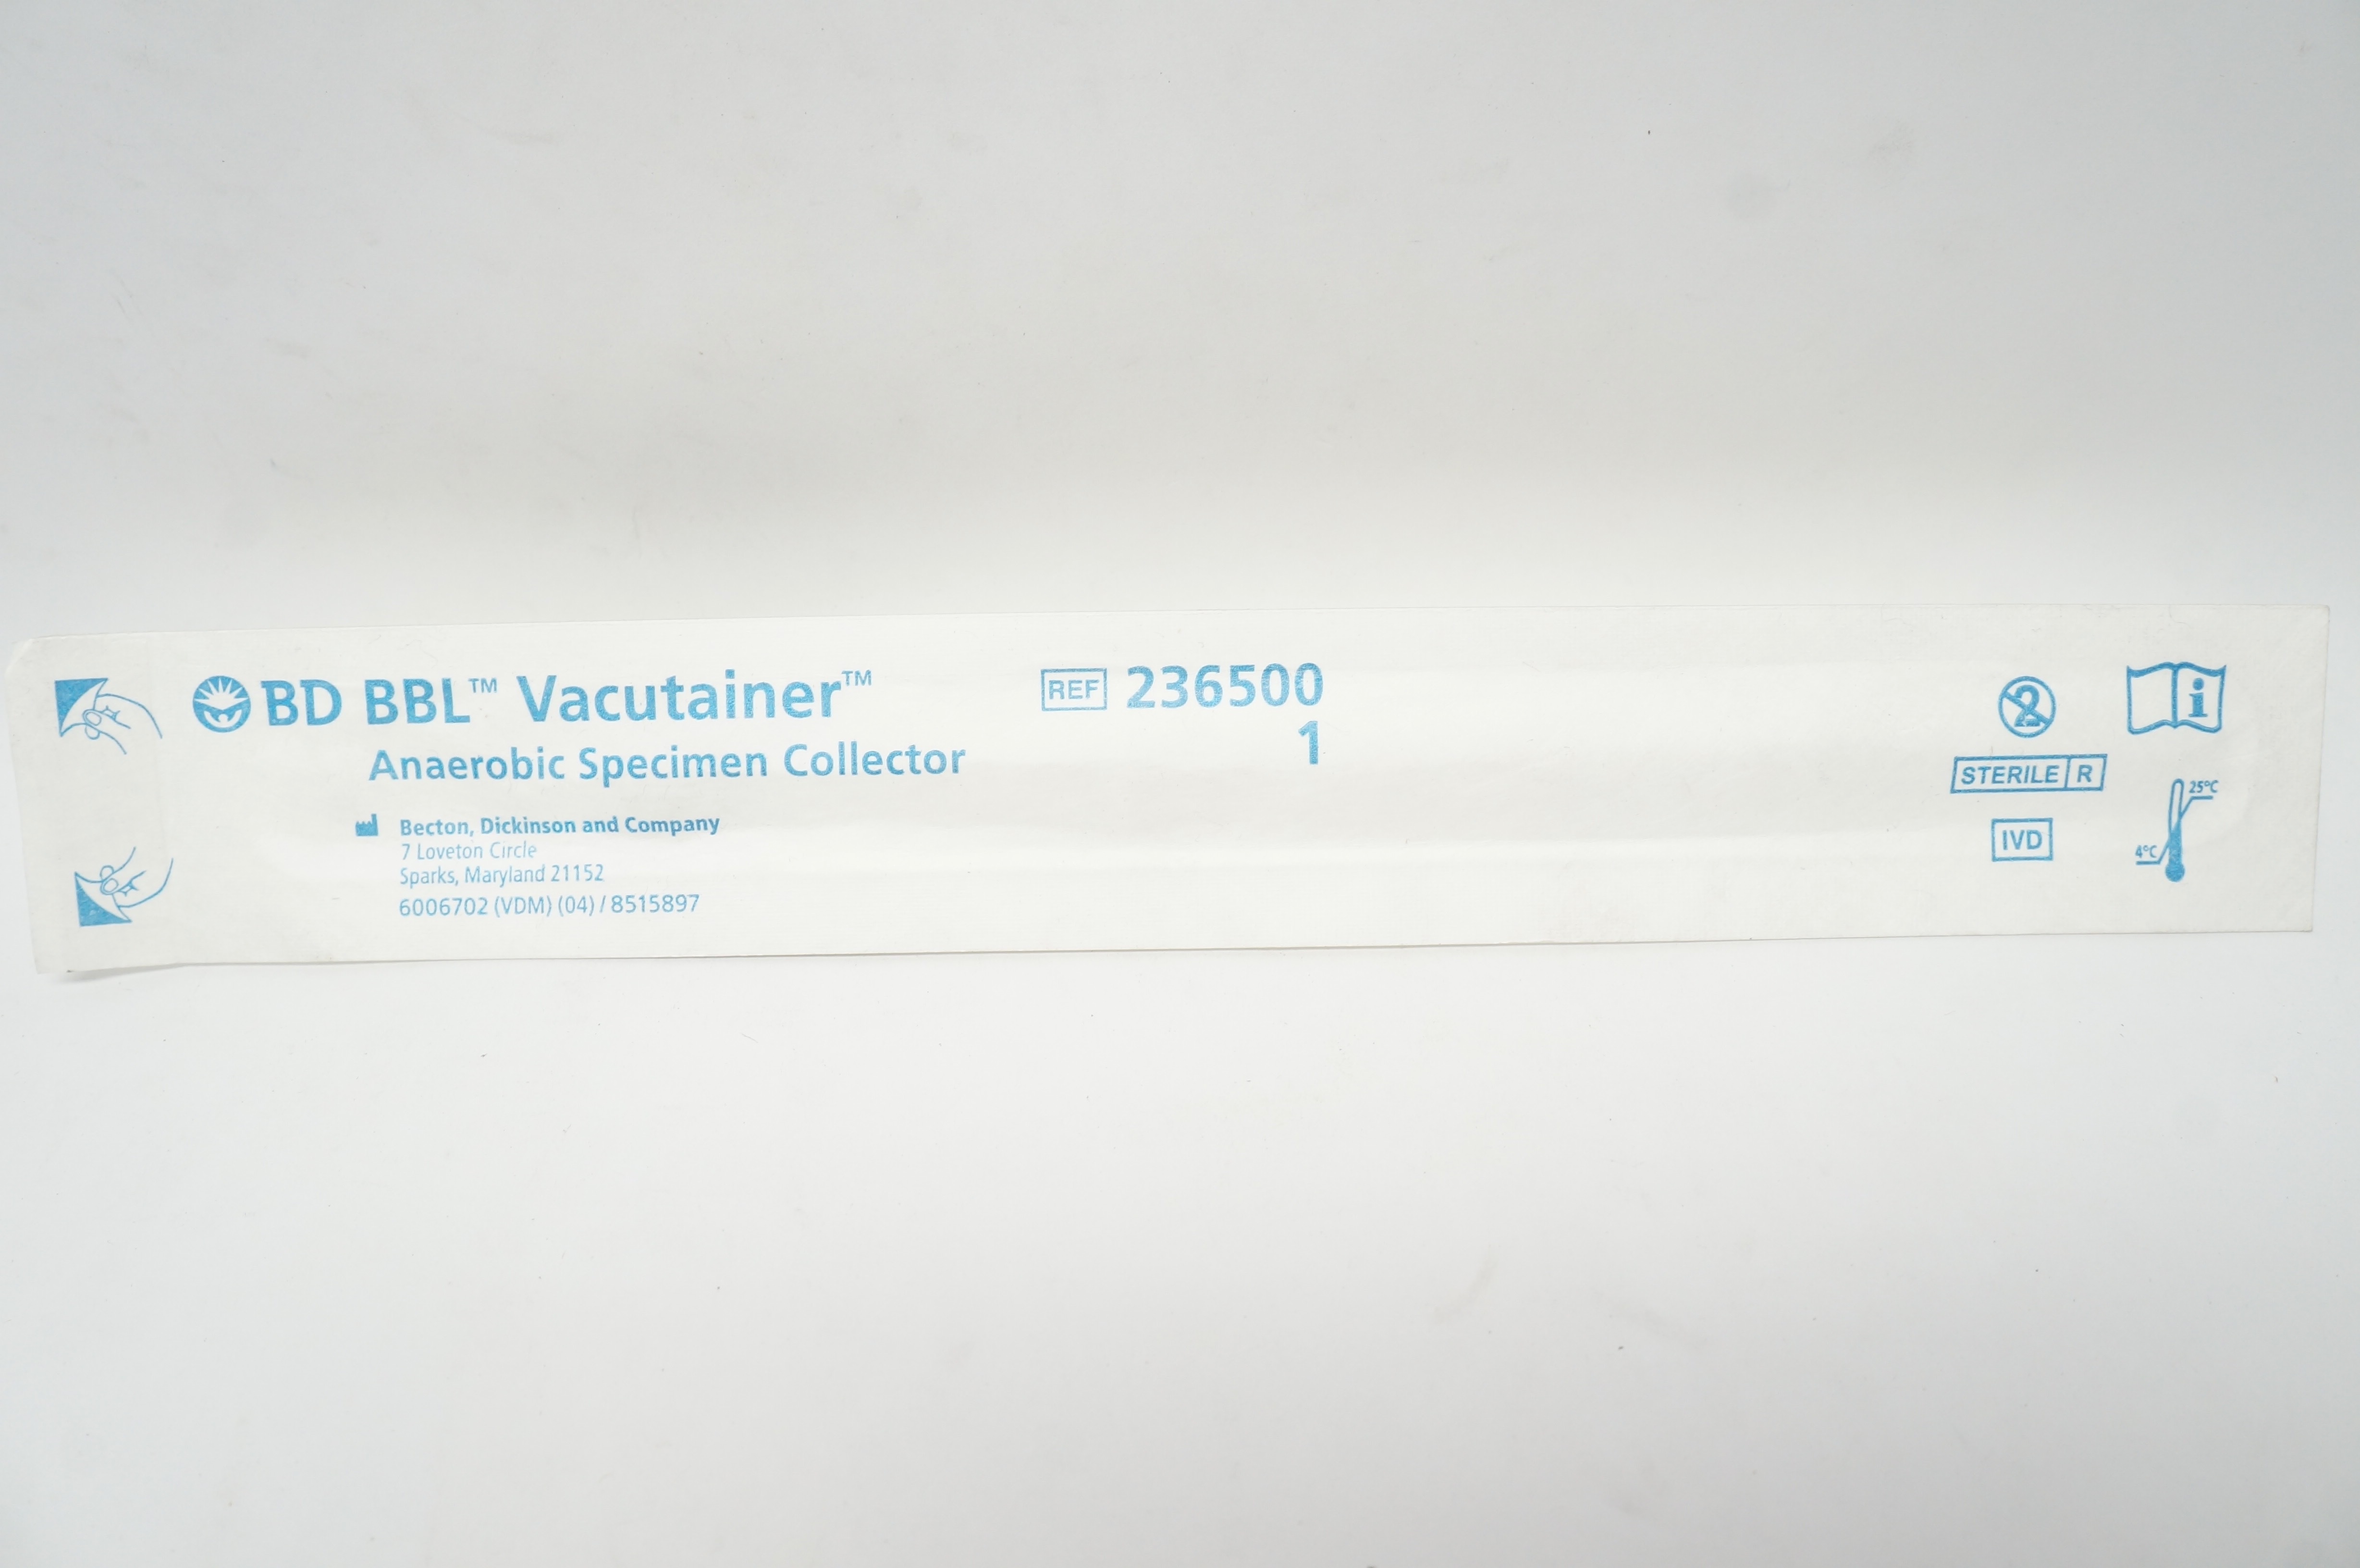 BD BBL™ Vacutainer™
Anaerobic Specimen Collector
REF 236500
1
Becton, Dickinson and Company
7 Loveton Circle
Sparks, Maryland 21152
6006702 (VDM) (04) / 8515897
2
i
STERILE R
25°C
IVD
4°C